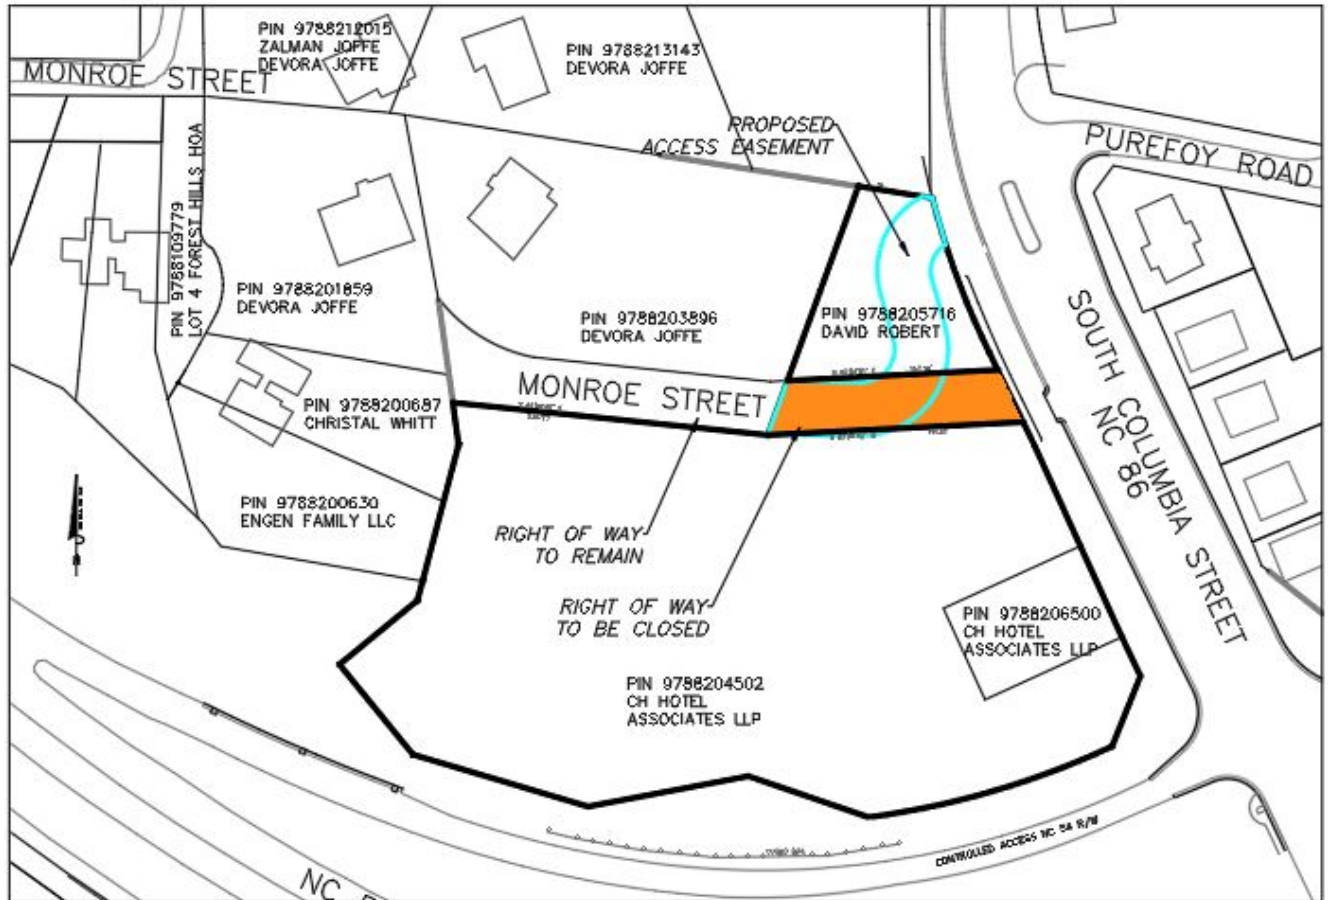 PIN 9788212015
ZALMAN JOFFE
DEVORA JOFFE
PIN 9788213143
DEVORA JOFFE
MONROE STREET
PROPOSED
ACCESS EASEMENT
PUREFOY ROAD
PIN 9788109779
LOT 4 FOREST HILLS HOA
PIN 9788201859
DEVORA JOFFE
PIN 9788203896
DEVORA JOFFE
PIN 9788205716
DAVID ROBERT
SOUTH COLUMBIA STREET
NC 86
MONROE STREET
PIN 9788200687
CHRISTAL WHITT
PIN 9788200630
ENGEN FAMILY LLC
RIGHT OF WAY
TO REMAIN
RIGHT OF WAY
TO BE CLOSED
PIN 9788206500
CH HOTEL
ASSOCIATES LLP
PIN 9788204502
CH HOTEL
ASSOCIATES LLP
CONTROLLED ACCESS NC 54 R/W
NC